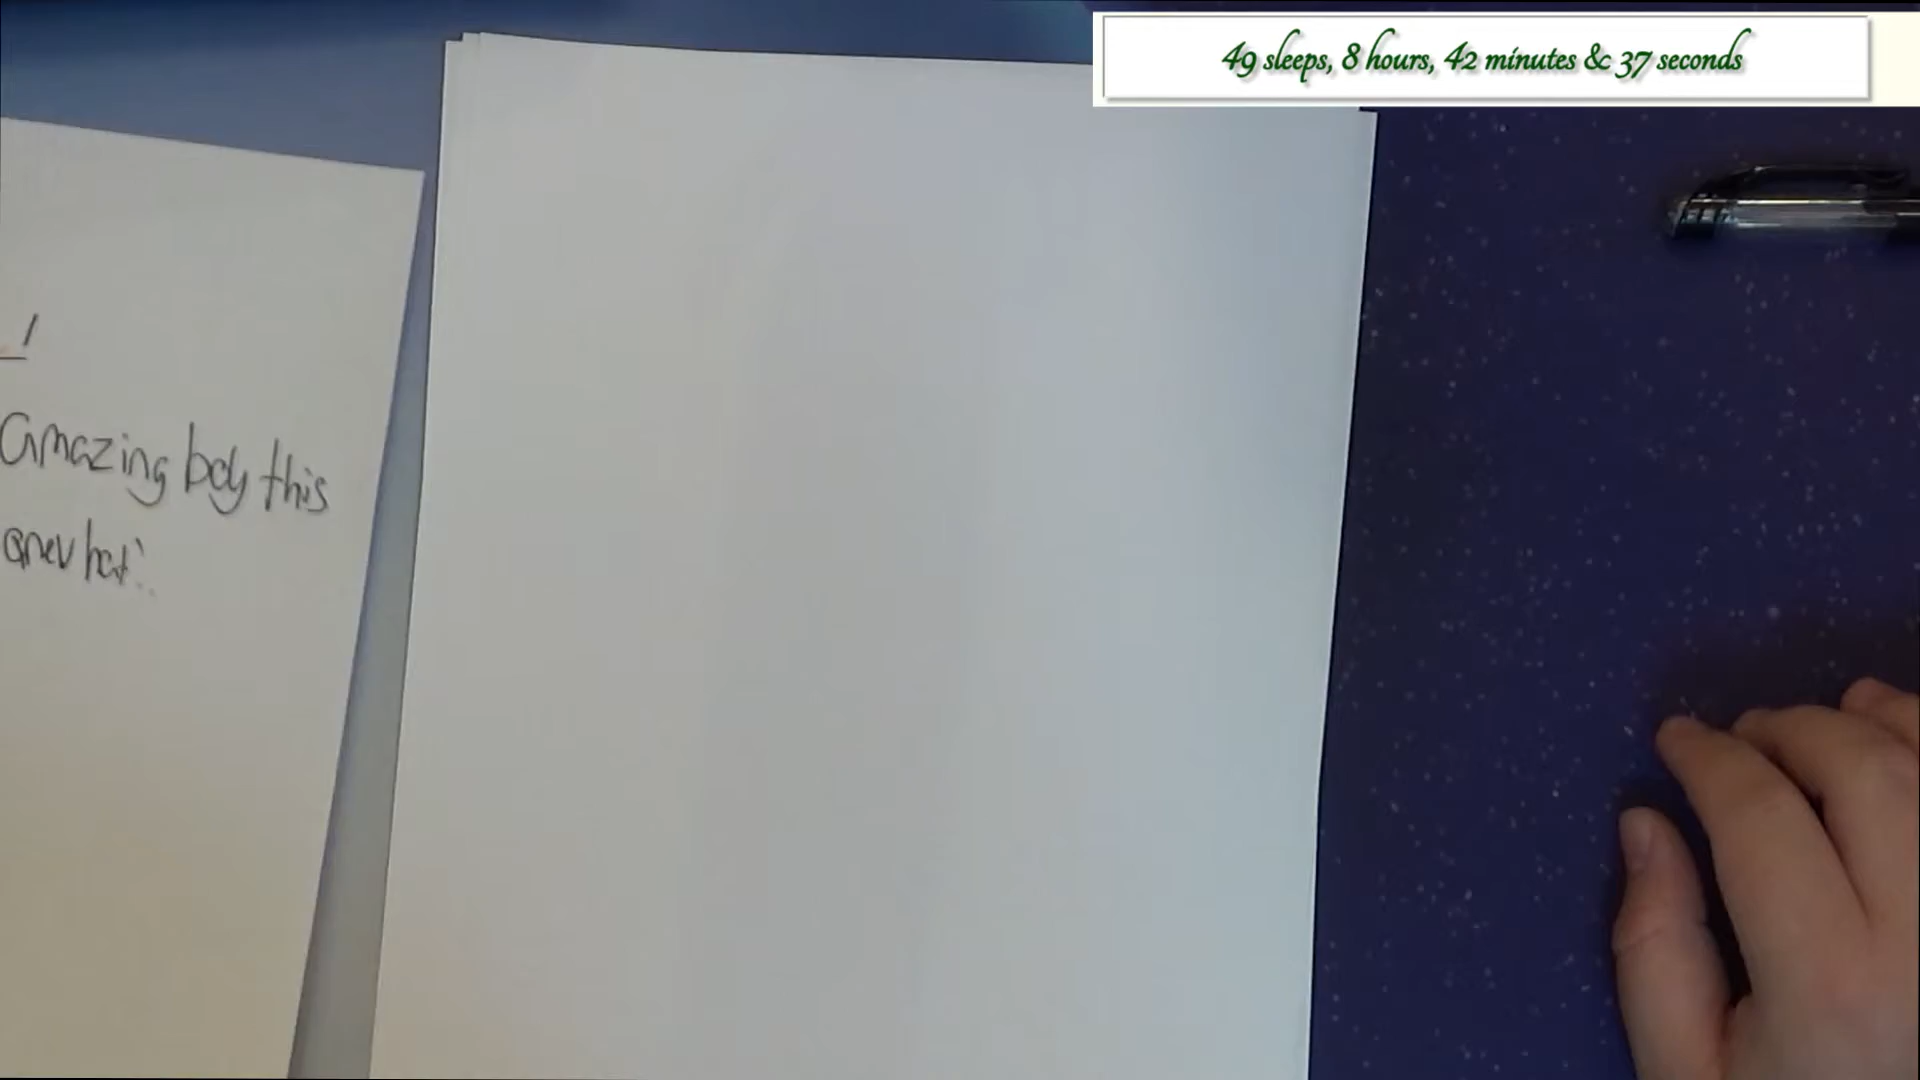 49 sleeps, 8 hours, 42 minutes & 37 seconds
amazing boy this